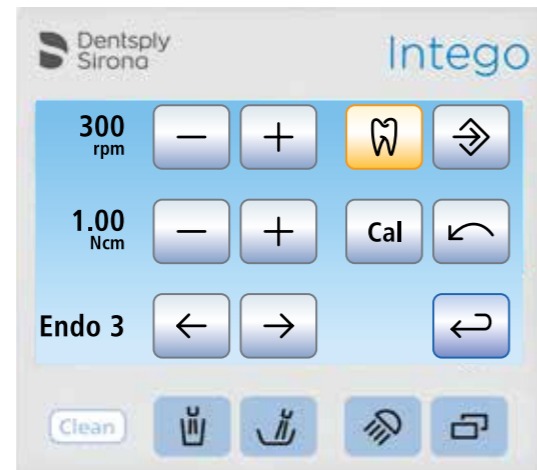 Dentsply
Sirona
Intego
300
rpm
1.00
Ncm
Cal
Endo 3
Clean